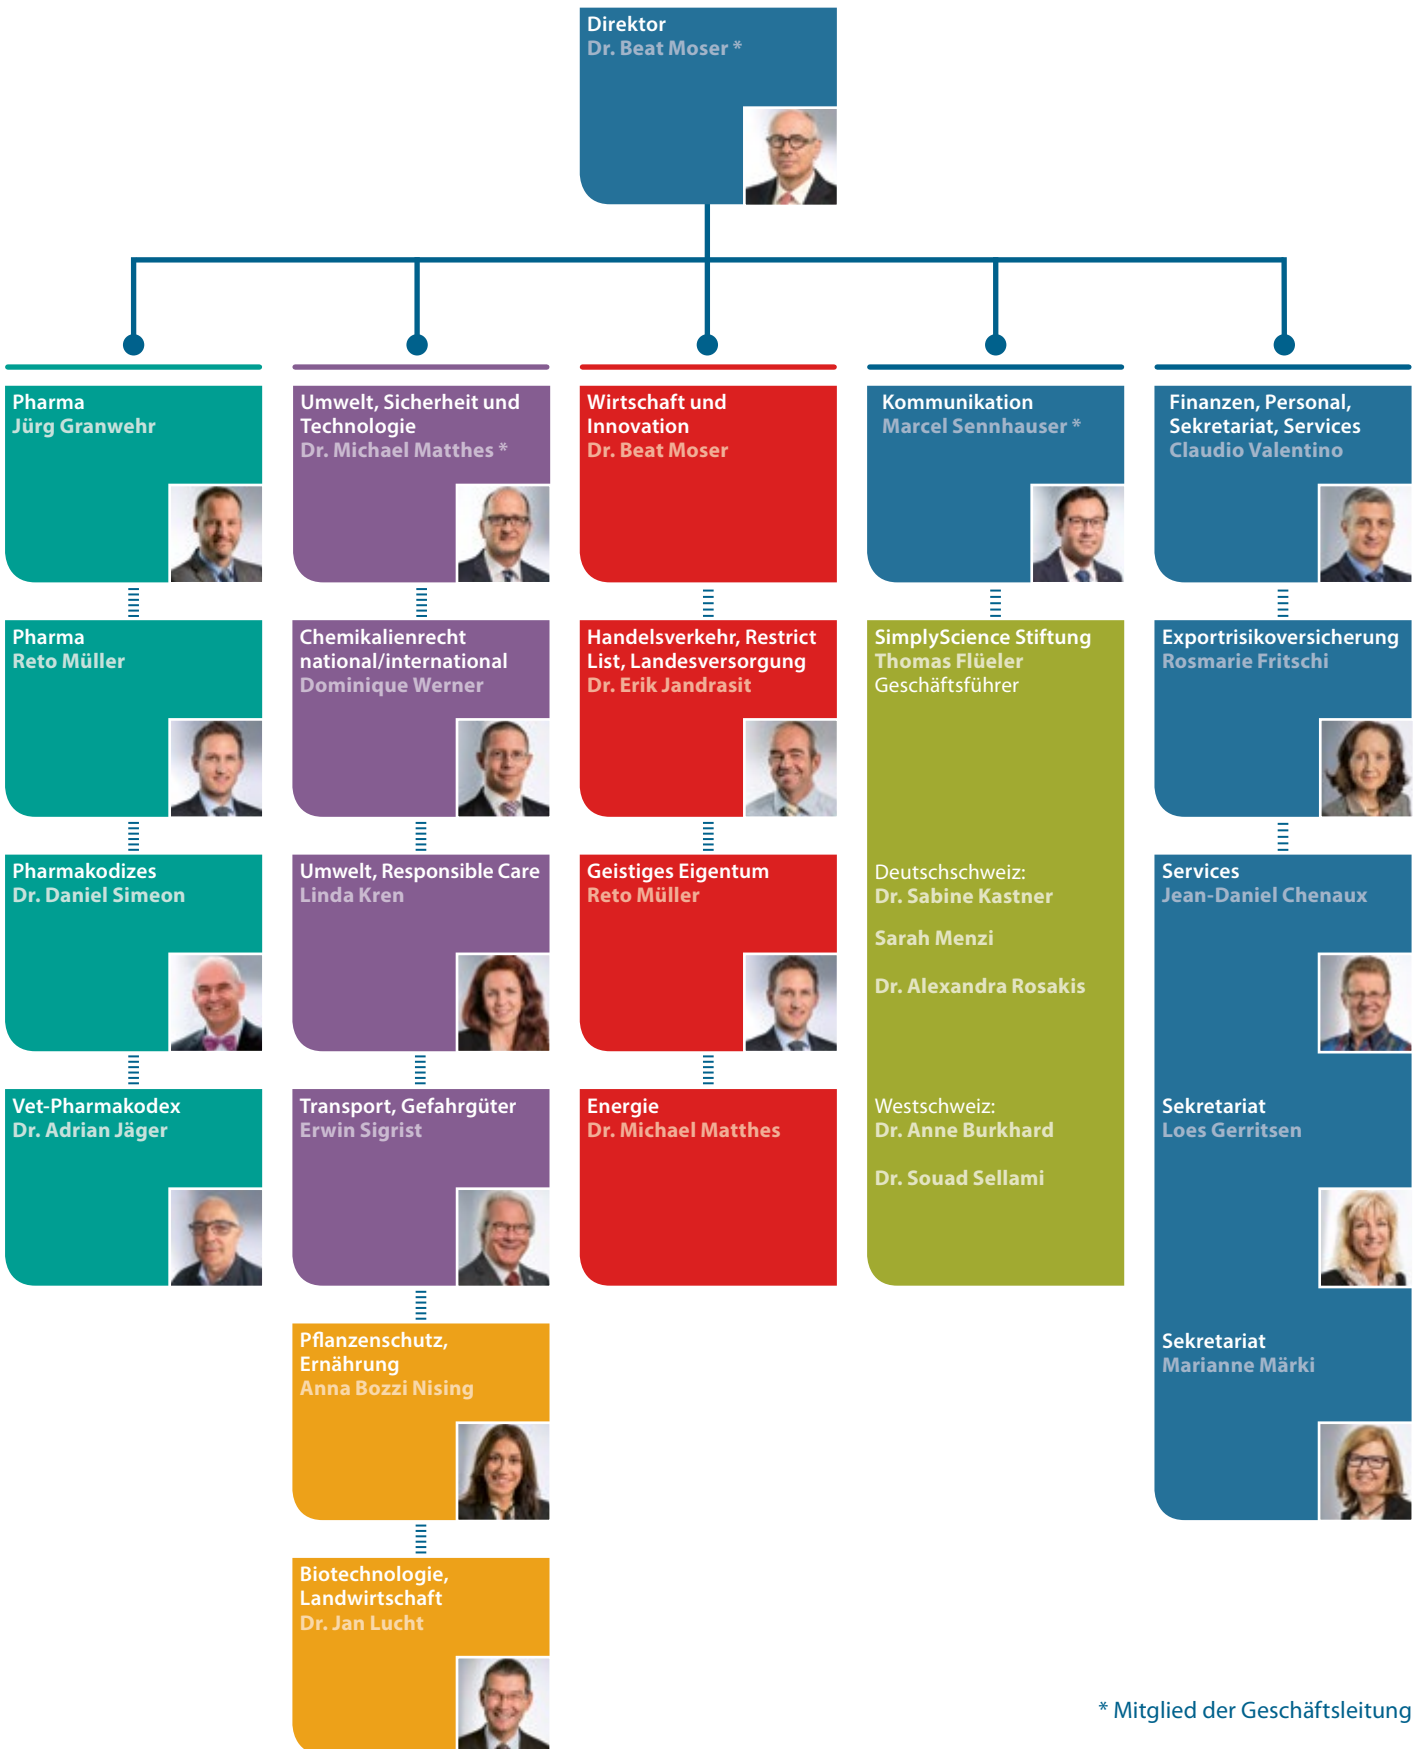 Direktor
Dr. Beat Moser *
Pharma
Jürg Granwehr
Umwelt, Sicherheit und
Technologie
Dr. Michael Matthes *
Wirtschaft und
Innovation
Dr. Beat Moser
Kommunikation
Marcel Sennhauser *
Finanzen, Personal,
Sekretariat, Services
Claudio Valentino
Pharma
Reto Müller
Chemikalienrecht
national/international
Dominique Werner
Handelsverkehr, Restrict
List, Landesversorgung
Dr. Erik Jandrasit
SimplyScience Stiftung
Thomas Flüeler
Geschäftsführer
Exportrisikoversicherung
Rosmarie Fritschi
Pharmakodizes
Dr. Daniel Simeon
Umwelt, Responsible Care
Linda Kren
Geistiges Eigentum
Reto Müller
Deutschschweiz:
Dr. Sabine Kastner
Sarah Menzi
Dr. Alexandra Rosakis
Services
Jean-Daniel Chenaux
Vet-Pharmakodex
Dr. Adrian Jäger
Transport, Gefahrgüter
Erwin Sigrist
Energie
Dr. Michael Matthes
Westschweiz:
Dr. Anne Burkhard
Dr. Souad Sellami
Sekretariat
Loes Gerritsen
Pflanzenschutz,
Ernährung
Anna Bozzi Nising
Sekretariat
Marianne Märki
Biotechnologie,
Landwirtschaft
Dr. Jan Lucht
* Mitglied der Geschäftsleitung